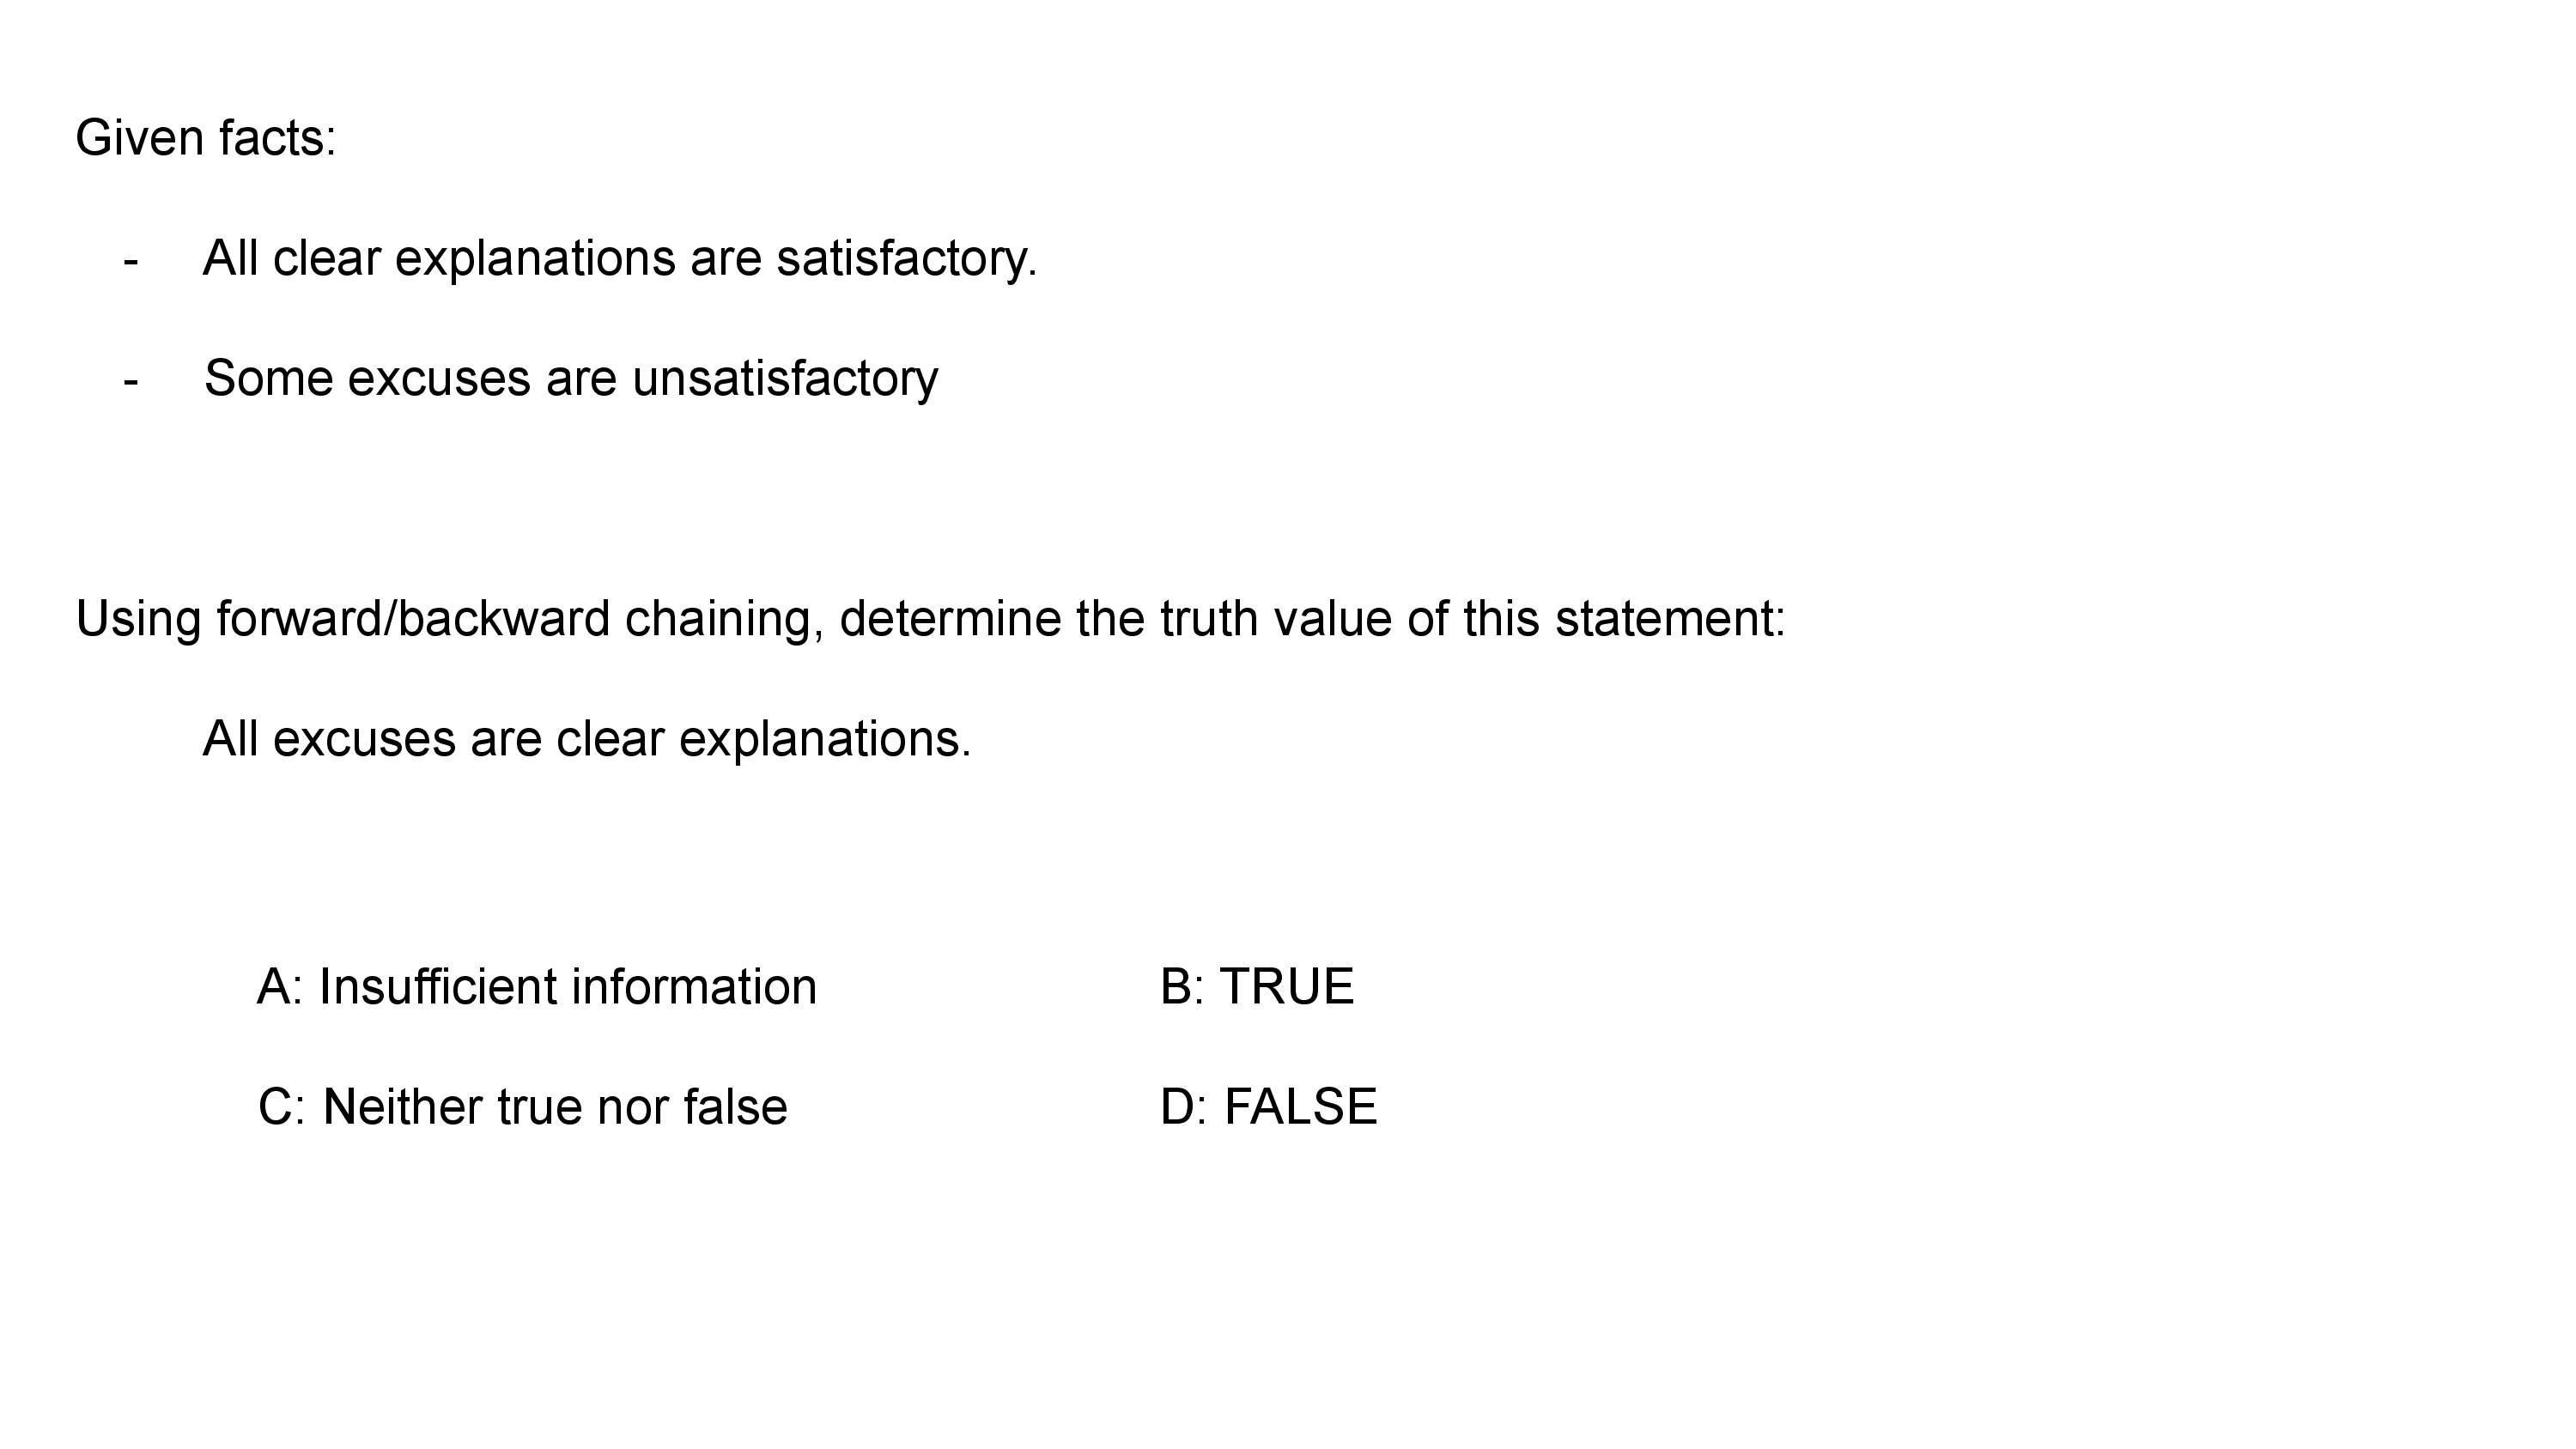 Given facts:
- All clear explanations are satisfactory.
- Some excuses are unsatisfactory
Using forward/backward chaining, determine the truth value of this statement:
All excuses are clear explanations.
A: Insufficient information B: TRUE
C: Neither true nor false D: FALSE